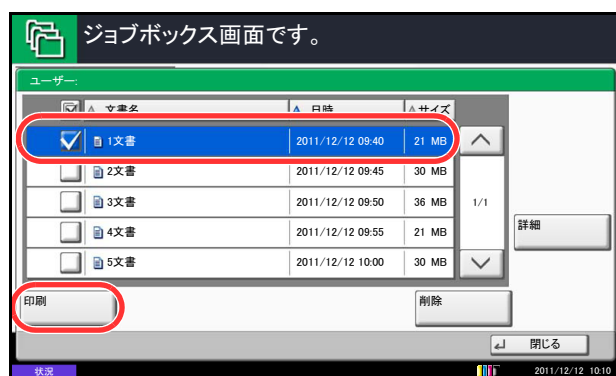 ジョブボックス画面です。
ユーザー:
文書名 日時 サイズ
1文書 2011/12/12 09:40 21 MB
2文書 2011/12/12 09:45 30 MB
3文書 2011/12/12 09:50 36 MB
1/1
4文書 2011/12/12 09:55 21 MB
詳細
5文書 2011/12/12 10:00 30 MB
印刷 削除
閉じる
状況 2011/12/12 10:10